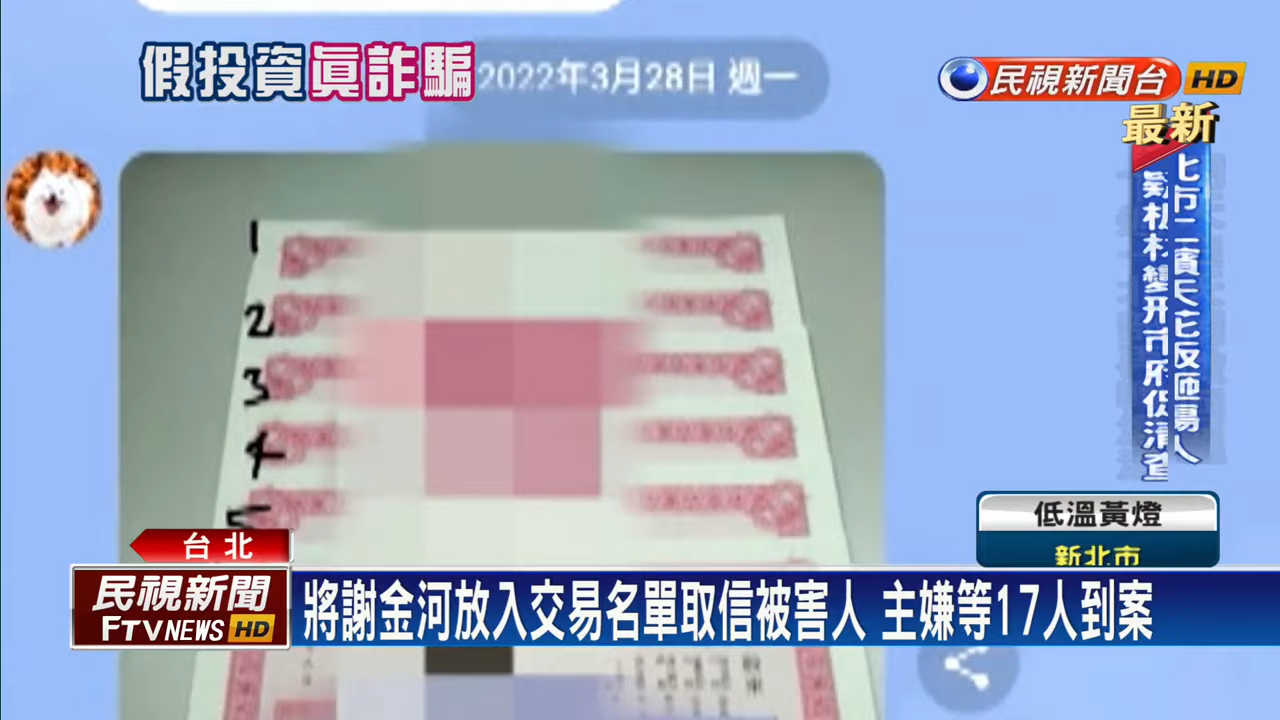 假投資真詐騙
2022年3月28日 週一
民視新聞台 HD
最新
1
2
3
4
5
低溫黃燈
新北市
台北
民視新聞
FTVNEWS HD
將謝金河放入交易名單取信被害人 主嫌等17人到案